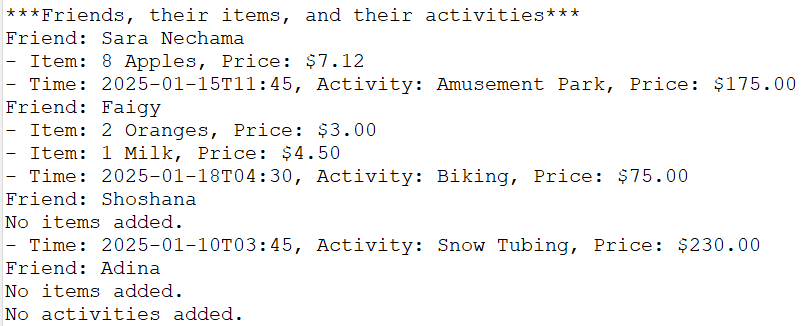 ***Friends, their items, and their activities***
Friend: Sara Nechama
- Item: 8 Apples, Price: $7.12
- Time: 2025-01-15T11:45, Activity: Amusement Park, Price: $175.00
Friend: Faigy
- Item: 2 Oranges, Price: $3.00
- Item: 1 Milk, Price: $4.50
- Time: 2025-01-18T04:30, Activity: Biking, Price: $75.00
Friend: Shoshana
No items added.
- Time: 2025-01-10T03:45, Activity: Snow Tubing, Price: $230.00
Friend: Adina
No items added.
No activities added.